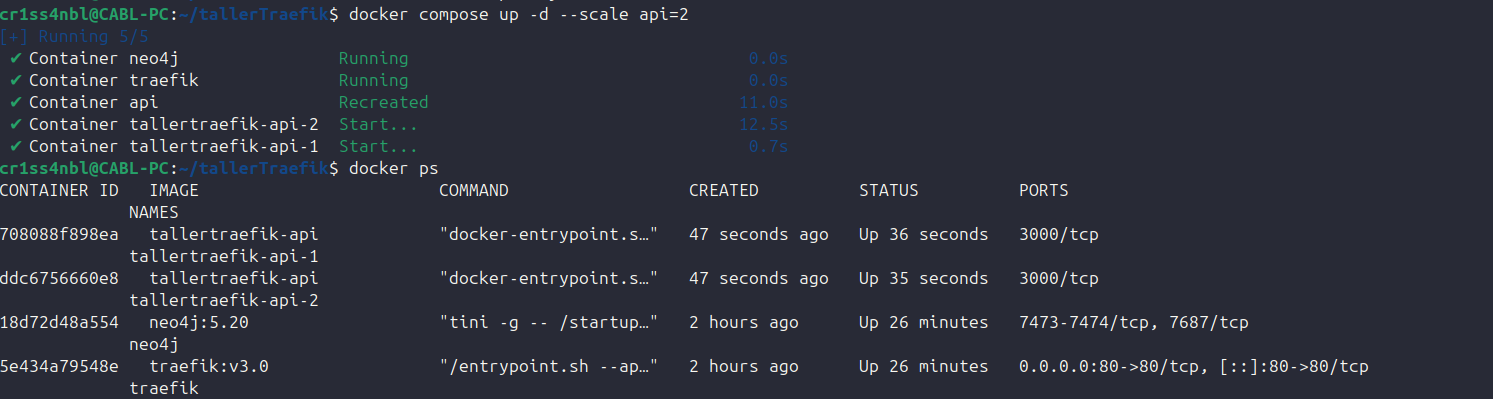 cr1ss4nbl@CABL-PC:~/tallerTraefik$ docker compose up -d --scale api=2
[+] Running 5/5
✔ Container neo4j Running 0.0s
✔ Container traefik Running 0.0s
✔ Container api Recreated 11.0s
✔ Container tallertraefik-api-2 Start... 12.5s
✔ Container tallertraefik-api-1 Start... 0.7s
cr1ss4nbl@CABL-PC:~/tallerTraefik$ docker ps
CONTAINER ID IMAGE COMMAND CREATED STATUS PORTS
NAMES
708088f898ea tallertraefik-api "docker-entrypoint.s…" 47 seconds ago Up 36 seconds 3000/tcp
tallertraefik-api-1
ddc6756660e8 tallertraefik-api "docker-entrypoint.s…" 47 seconds ago Up 35 seconds 3000/tcp
tallertraefik-api-2
18d72d48a554 neo4j:5.20 "tini -g -- /startup…" 2 hours ago Up 26 minutes 7473-7474/tcp, 7687/tcp
neo4j
5e434a79548e traefik:v3.0 "/entrypoint.sh --ap…" 2 hours ago Up 26 minutes 0.0.0.0:80->80/tcp, [::]:80->80/tcp
traefik